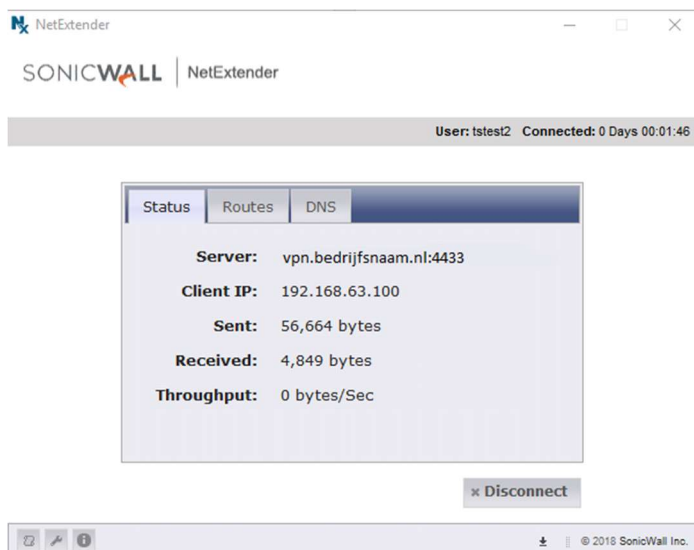 NetExtender
SONICWALL NetExtender
User: tstest2 Connected: 0 Days 00:01:46
Status Routes DNS
Server: vpn.bedrijfsnaam.nl:4433
Client IP: 192.168.63.100
Sent: 56,664 bytes
Received: 4,849 bytes
Throughput: 0 bytes/Sec
× Disconnect
© 2018 SonicWall Inc.